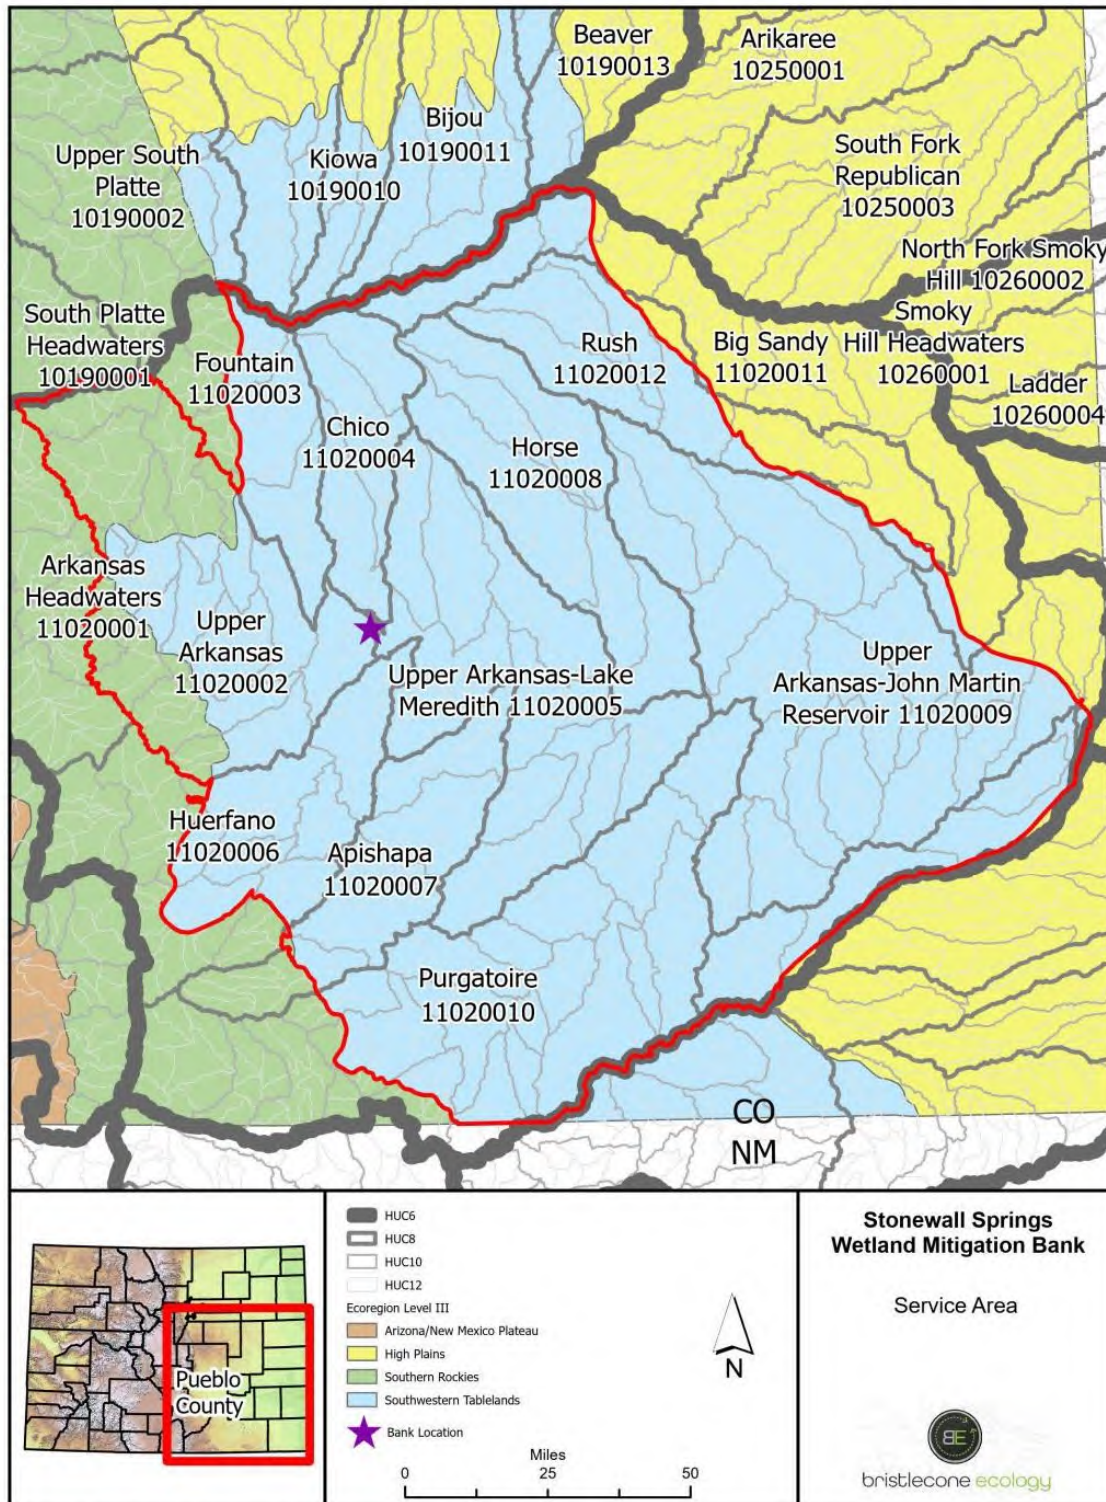 Beaver
10190013
Arikaree
10250001
Bijou
10190011
Kiowa
10190010
Upper South
Platte
10190002
South Fork
Republican
10250003
North Fork Smoky
Hill 10260002
South Platte
Headwaters
10190001
Fountain
11020003
Rush
11020012
Big Sandy
11020011
Smoky
Hill Headwaters
10260001
Ladder
10260004
Chico
11020004
Horse
11020008
Arkansas
Headwaters
11020001
Upper
Arkansas
11020002
Upper Arkansas-Lake
Meredith 11020005
Upper
Arkansas-John Martin
Reservoir 11020009
Huerfano
11020006
Apishapa
11020007
Purgatoire
11020010
CO
NM
Pueblo
County
HUC6
HUC8
HUC10
HUC12
Ecoregion Level III
Arizona/New Mexico Plateau
High Plains
Southern Rockies
Southwestern Tablelands
Bank Location
N
Miles
0 25 50
Stonewall Springs
Wetland Mitigation Bank
Service Area
BE
bristlecone ecology